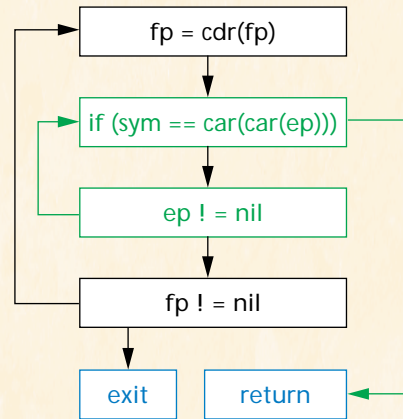 fp = cdr(fp)
if (sym == car(car(ep)))
ep ! = nil
fp ! = nil
exit
return